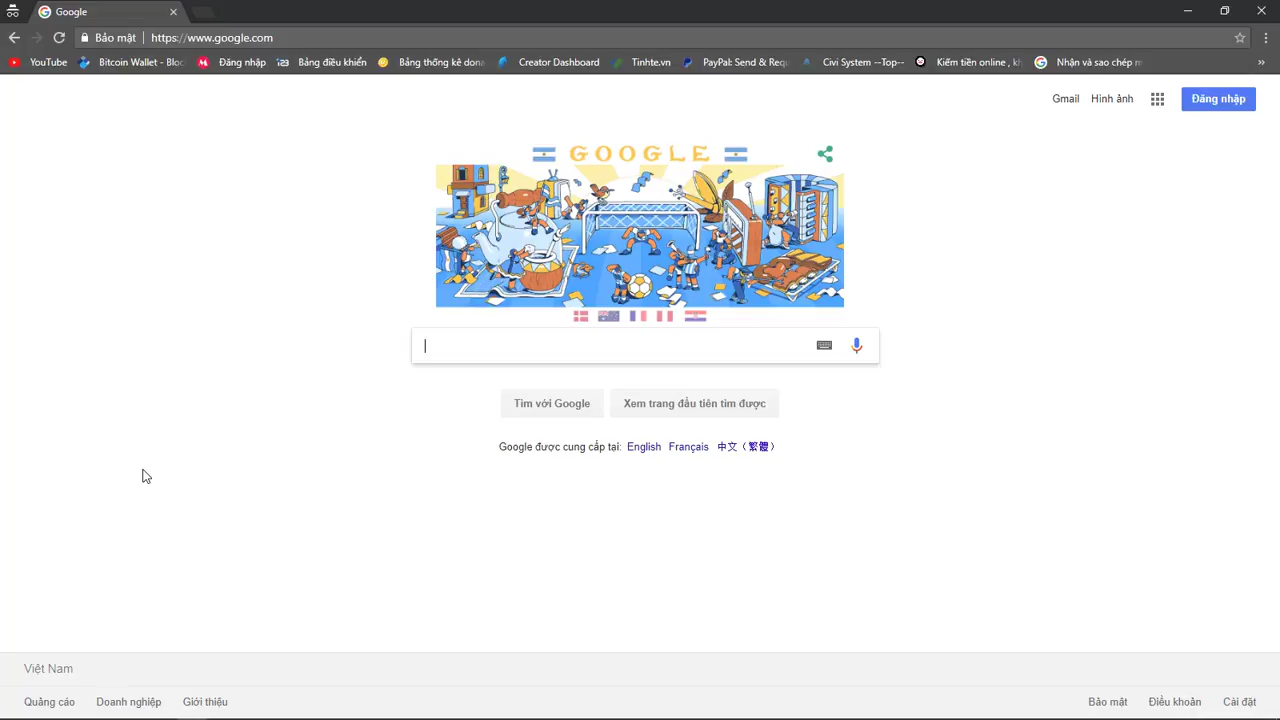 Google
Bảo mật https://www.google.com
YouTube Bitcoin Wallet - Bloc Đăng nhập Bảng điều khiển Bảng thống kê dona Creator Dashboard Tinhte.vn PayPal: Send & Requ Civi System --Top-- Kiếm tiền online , kh Nhận và sao chép m
Gmail Hình ảnh Đăng nhập
GOOGLE
Tìm với Google Xem trang đầu tiên tìm được
Google được cung cấp tại: English Français 中文（繁體）
Việt Nam
Quảng cáo Doanh nghiệp Giới thiệu Bảo mật Điều khoản Cài đặt